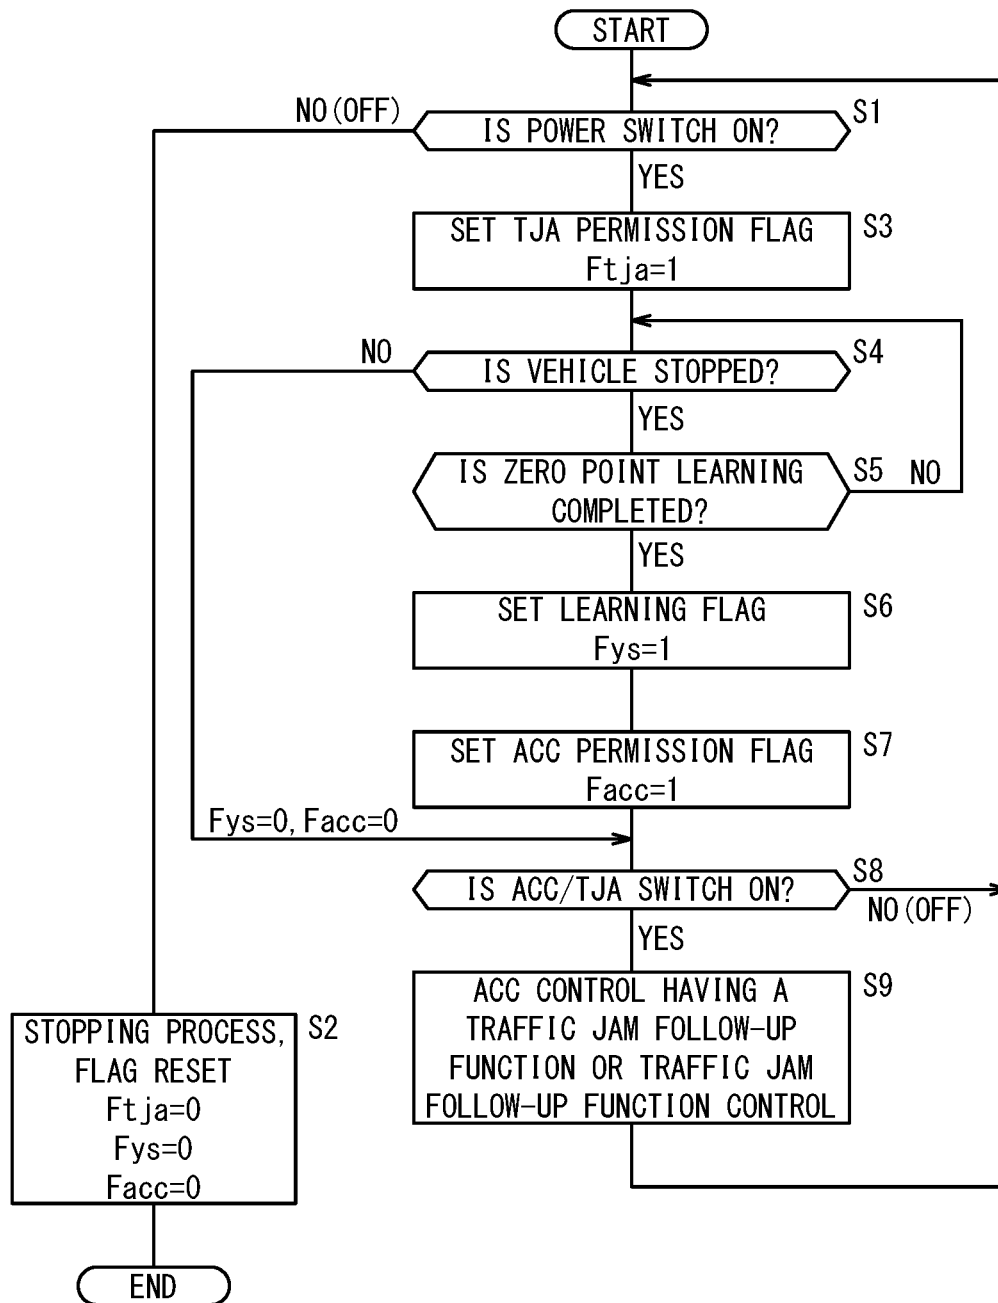 START
NO(OFF)
IS POWER SWITCH ON?
S1
YES
SET TJA PERMISSION FLAG
Ftja=1
S3
NO
IS VEHICLE STOPPED?
S4
YES
IS ZERO POINT LEARNING
COMPLETED?
S5
NO
YES
SET LEARNING FLAG
Fys=1
S6
SET ACC PERMISSION FLAG
Facc=1
S7
Fys=0, Facc=0
IS ACC/TJA SWITCH ON?
S8
NO(OFF)
YES
ACC CONTROL HAVING A
TRAFFIC JAM FOLLOW-UP
FUNCTION OR TRAFFIC JAM
FOLLOW-UP FUNCTION CONTROL
S9
STOPPING PROCESS,
FLAG RESET
Ftja=0
Fys=0
Facc=0
S2
END